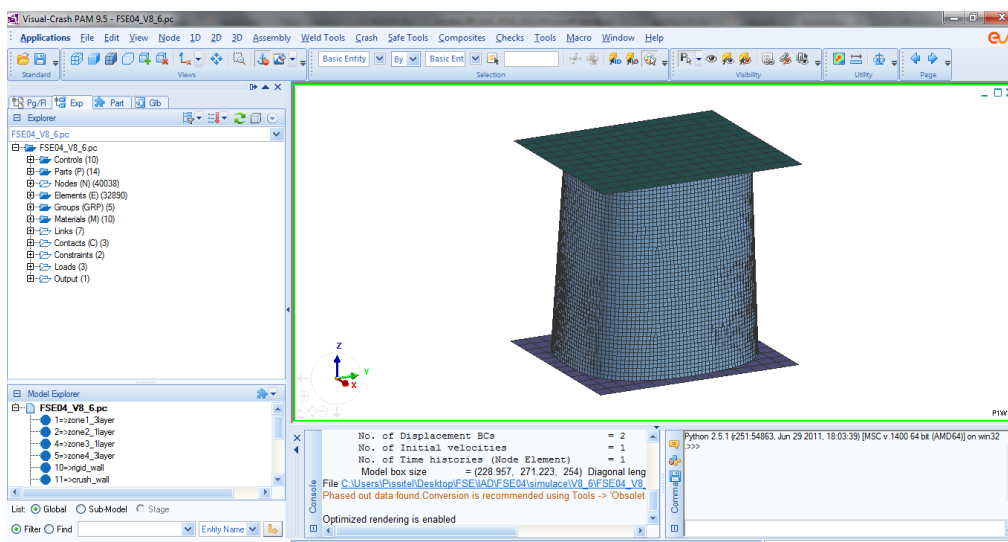 Visual-Crash PAM 9.5 - FSE04_V8_6.pc
Applications File Edit View Node 1D 2D 3D Assembly Weld Tools Crash Safe Tools Composites Checks Tools Macro Window Help
Basic Entity By Basic Ent
Standard Views Selection Visibility Utility Page
Pg/Fl Exp Part Glb
Explorer
FSE04_V8_6.pc
FSE04_V8_6.pc
Controls (10)
Parts (P) (14)
Nodes (N) (40038)
Elements (E) (32890)
Groups (GRP) (5)
Materials (M) (10)
Links (7)
Contacts (C) (3)
Constraints (2)
Loads (3)
Output (1)
Z
Y
X
P1W
Model Explorer
FSE04_V8_6.pc
1=>zone1_3layer
2=>zone2_1layer
4=>zone3_1layer
5=>zone4_3layer
10=>rigid_wall
11=>crush_wall
List: Global Sub-Model Stage
Filter Find Entity Name
Console
No. of Displacement BCs = 2
No. of Initial velocities = 1
No. of Time histories (Node Element) = 1
Model box size = (228.957, 271.223, 254) Diagonal leng
File C:\Users\Pissitel\Desktop\FSE\IAD\FSE04\simulace\V8_6\FSE04_V8_
Phased out data found.Conversion is recommended using Tools -> 'Obsolet
Optimized rendering is enabled
Comma
Python 2.5.1 (r251:54863, Jun 29 2011, 18:03:39) [MSC v.1400 64 bit (AMD64)] on win32
.>>>